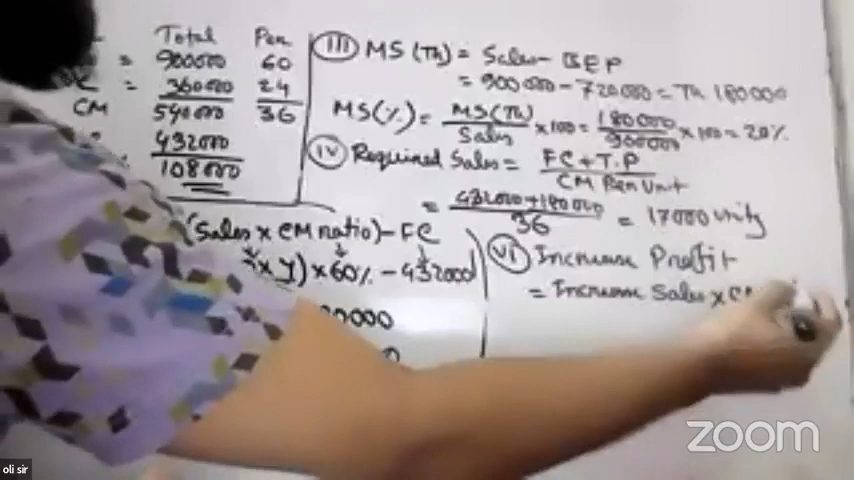 Total Per
= 900000 60
= 360000 24
CM 540000 36
432000
108000
(Sales x CM ratio) - FC
x y) x 60% - 432000
(III) MS (Tk) = Sales - BEP
= 900000 - 720000 = Tk 180000
MS(%) = MS(Tk) / Sales x 100 = 180000 / 900000 x 100 = 20%
(IV) Required Sales = FC + T.P / CM Per Unit
= 432000 + 180000 / 36 = 17000 units
(VI) Increase Profit
= Increase Sales x
zoom
oli sir